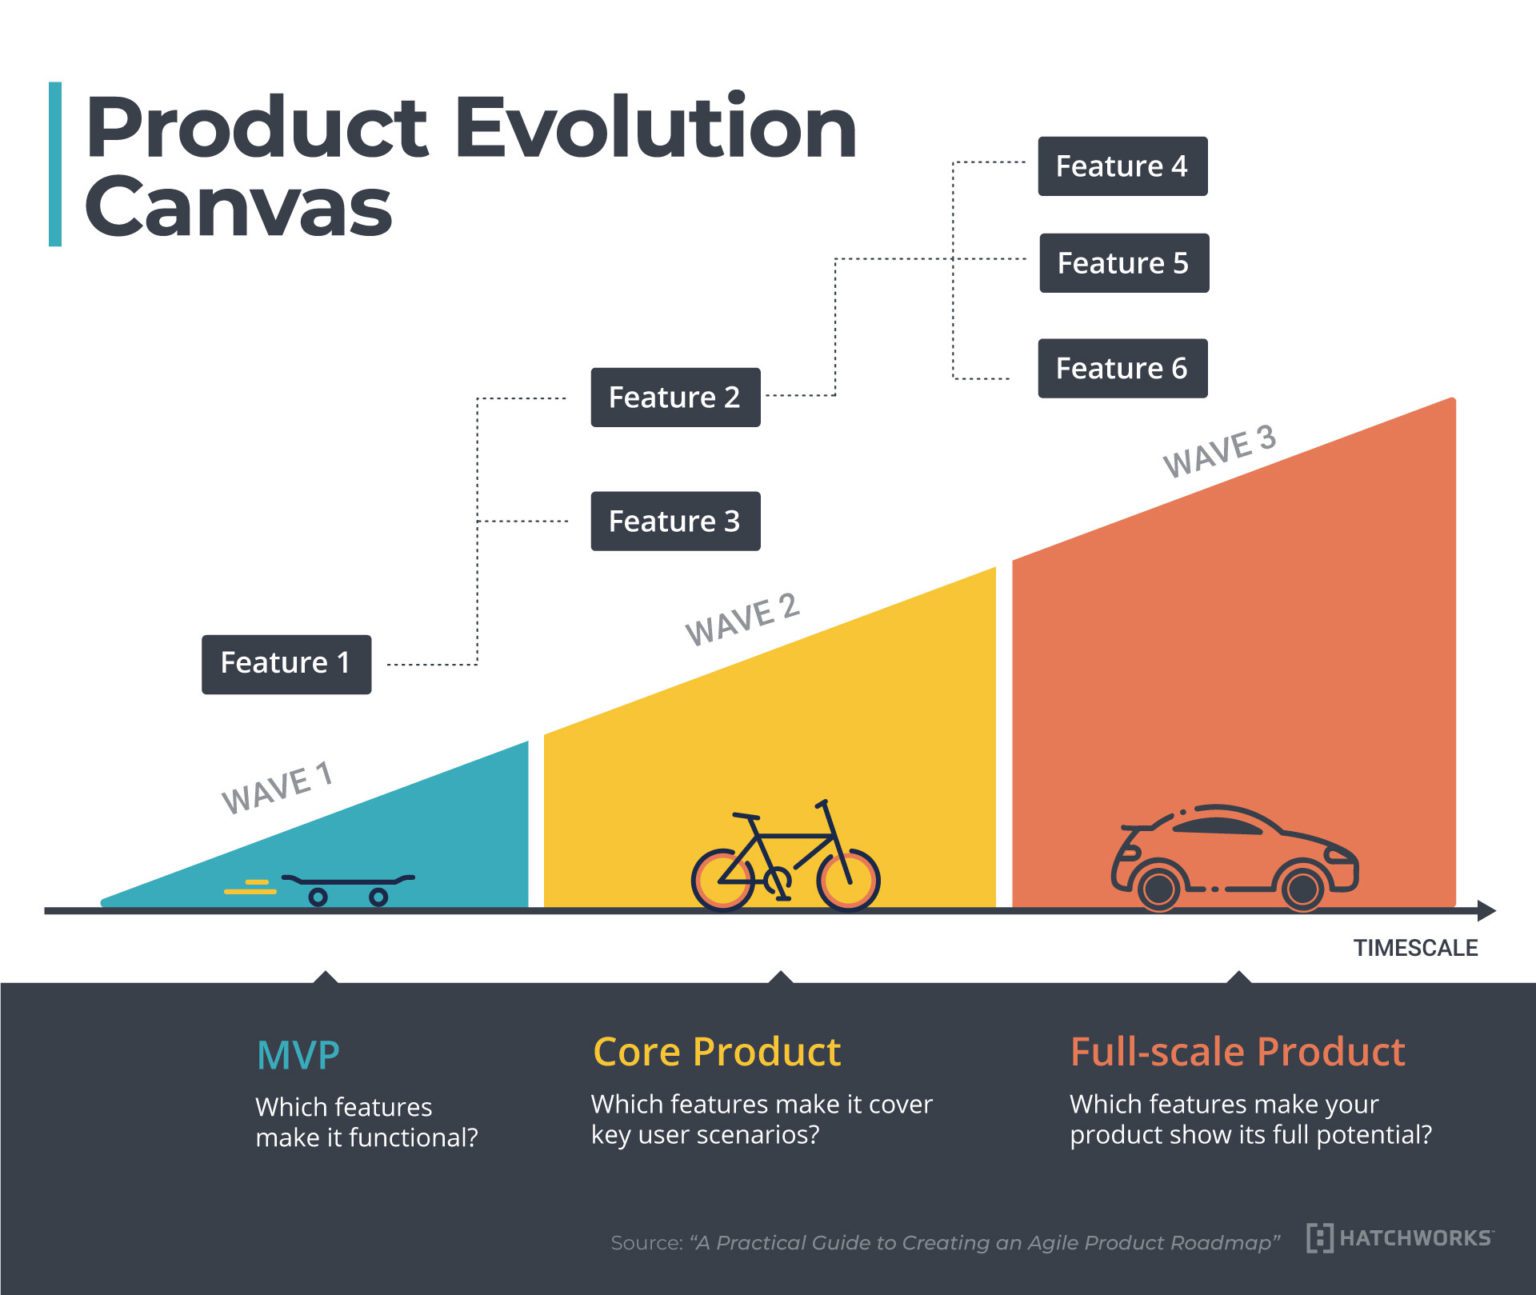 Product Evolution
Canvas
Feature 4
Feature 5
Feature 6
Feature 2
Feature 3
Feature 1
WAVE 1
WAVE 2
WAVE 3
TIMESCALE
MVP
Which features
make it functional?
Core Product
Which features make it cover
key user scenarios?
Full-scale Product
Which features make your
product show its full potential?
Source: “A Practical Guide to Creating an Agile Product Roadmap”
HATCHWORKS